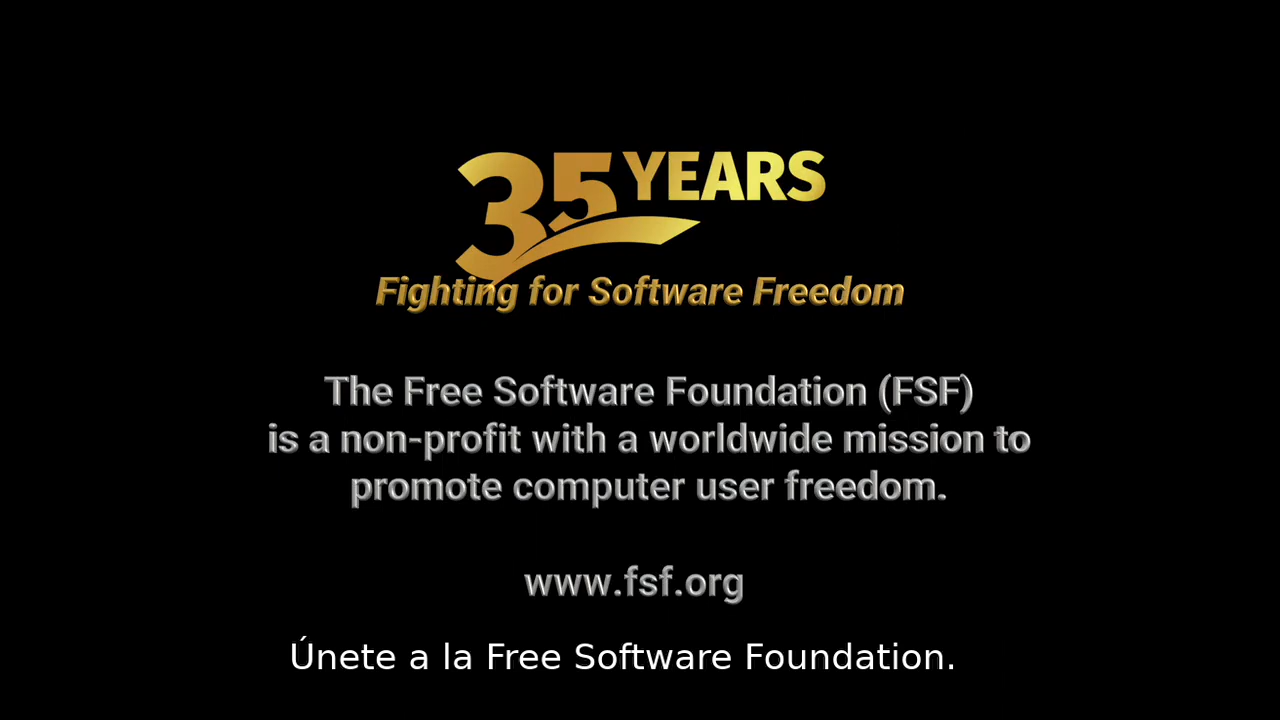 35 YEARS
Fighting for Software Freedom
The Free Software Foundation (FSF)
is a non-profit with a worldwide mission to
promote computer user freedom.
www.fsf.org
Únete a la Free Software Foundation.